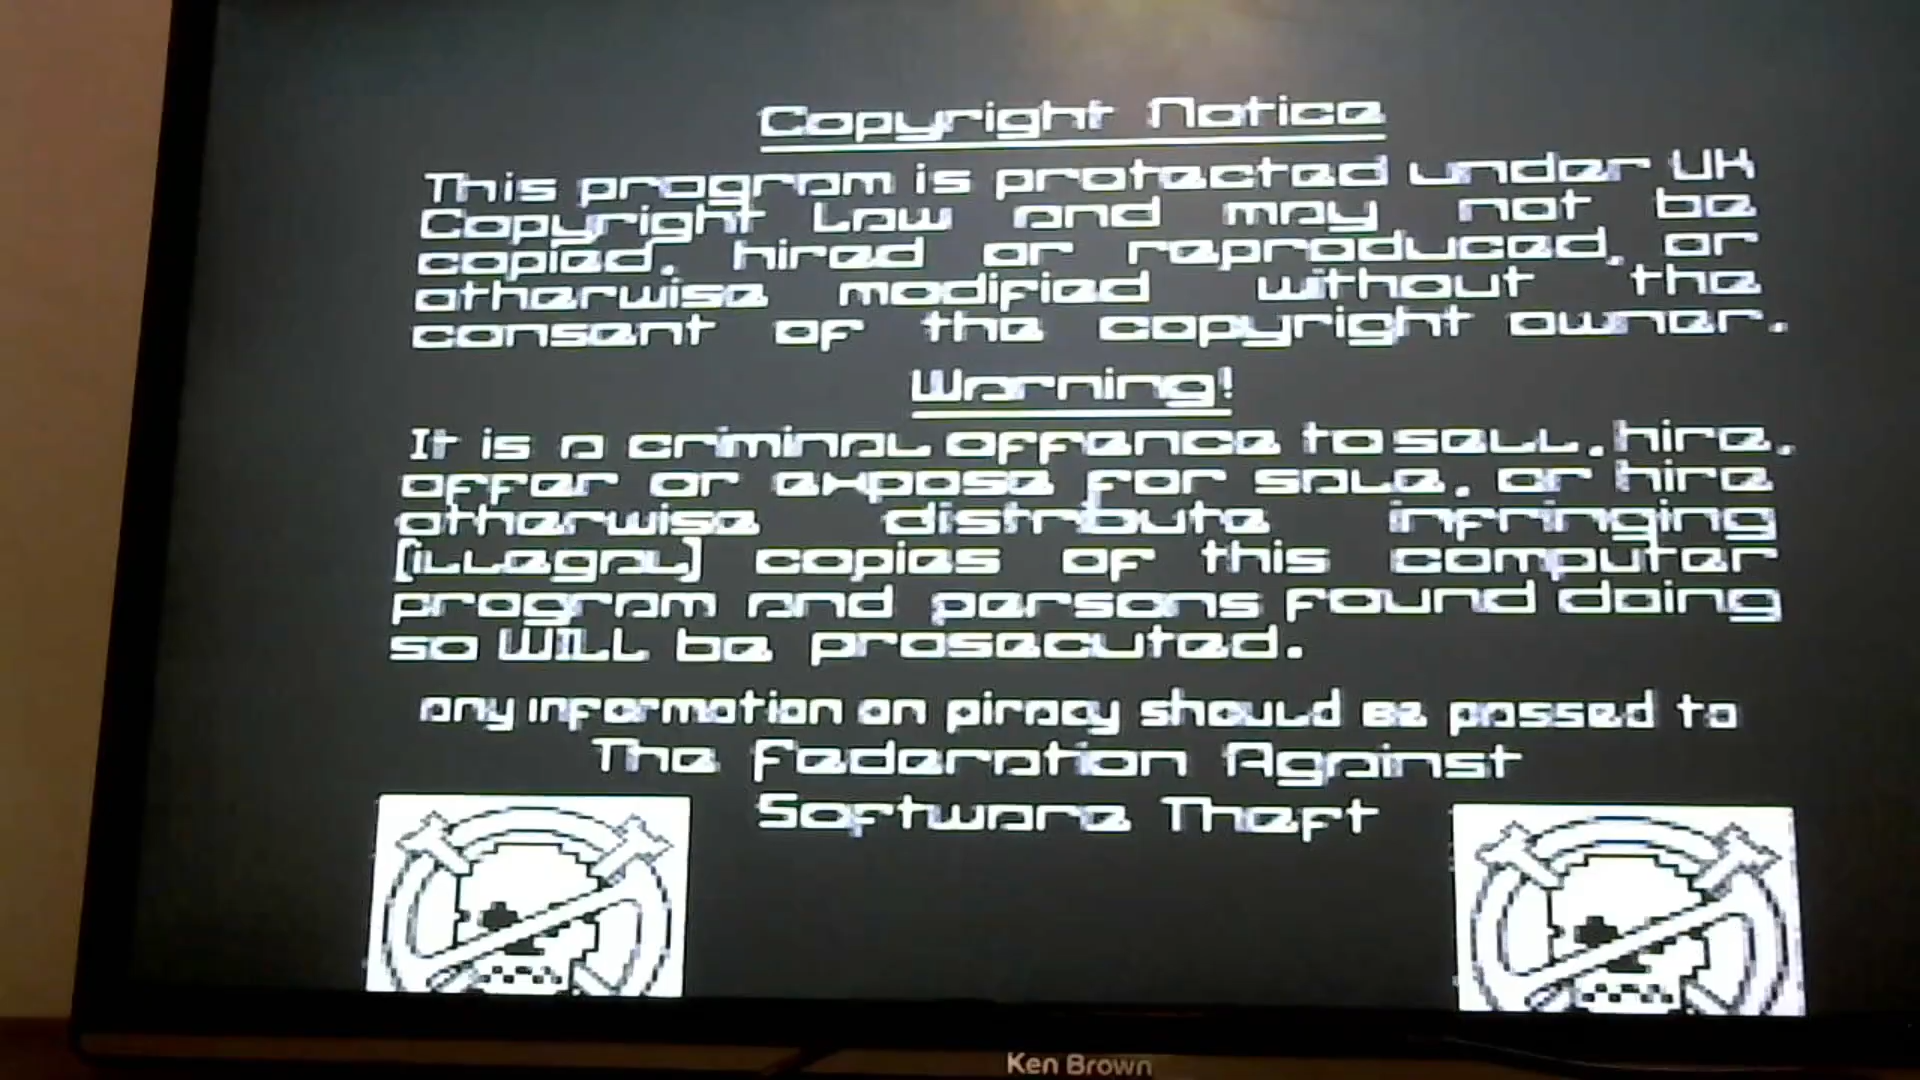 Copyright Notice
This program is protected under UK
Copyright Law and may not be
copied, hired or reproduced, or
otherwise modified without the
consent of the copyright owner.
Warning!
It is a criminal offence to sell, hire,
offer or expose for sale, or hire
otherwise distribute infringing
(illegal) copies of this computer
program and persons found doing
so WILL be prosecuted.
any information on piracy should be passed to
The Federation Against
Software Theft
Ken Brown